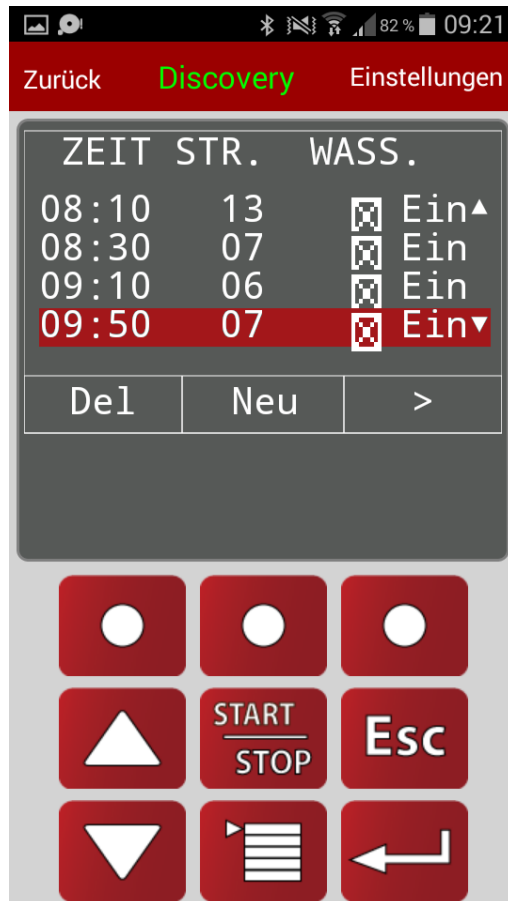 82 % 09:21
Zurück Discovery Einstellungen
ZEIT STR. WASS.
08:10 13 Ein
08:30 07 Ein
09:10 06 Ein
09:50 07 Ein
Del Neu >
START
STOP
Esc